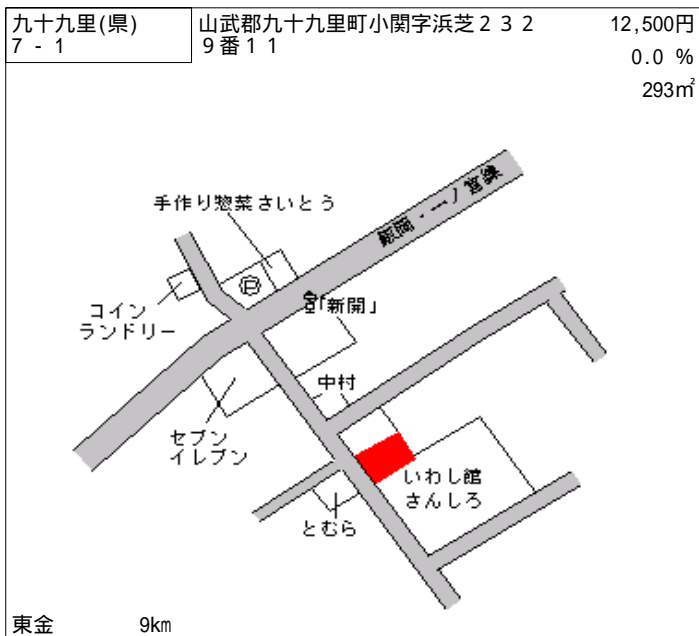 九十九里(県)
7 - 1
山武郡九十九里町小関字浜芝２３２
９番１１
12,500円
0.0 %
293㎡
飯岡・一ノ宮線
手作り惣菜さいとう
Ⓟ
コイン
ランドリー
「新開」
中村
セブン
イレブン
いわし館
さんしろ
とむら
東金
9km